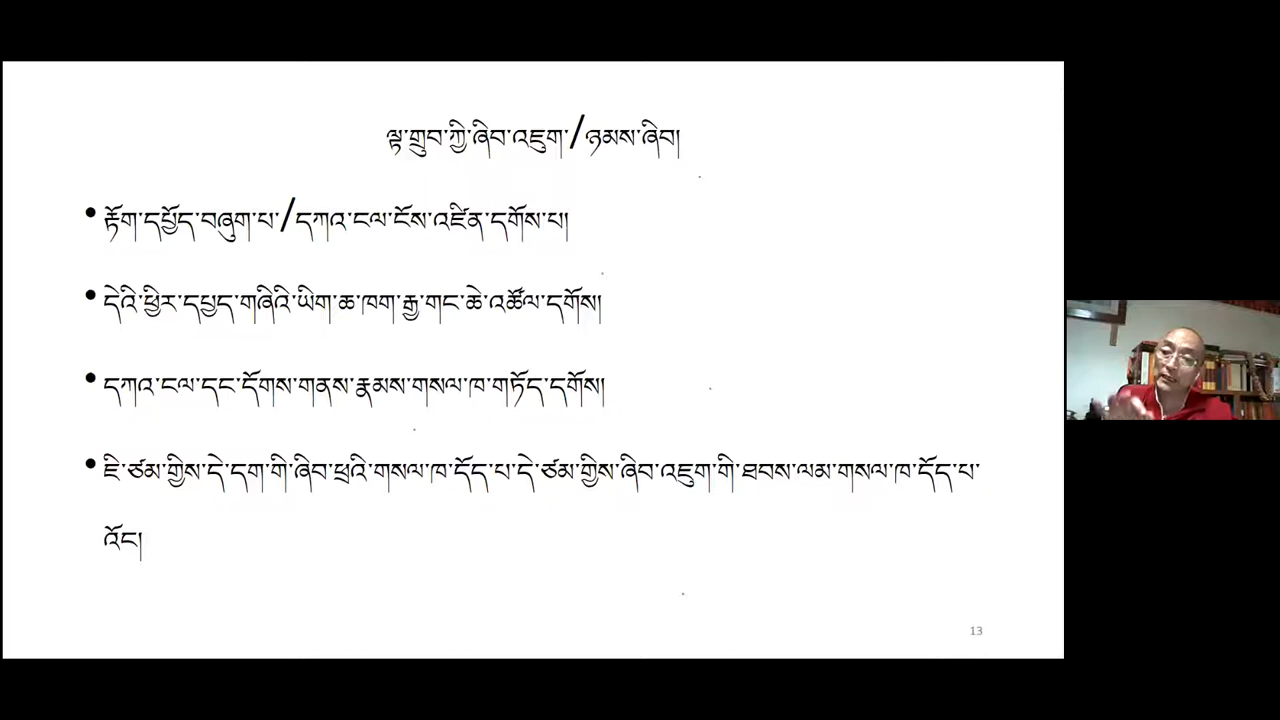 ལྟ་གྲུབ་ཀྱི་ཞིབ་འཇུག་/ཉམས་ཞིབ།
• རྟོག་དཔྱོད་བཞུག་པ་/དཀའ་ངལ་ངོས་འཛིན་དགོས་པ།
• དེའི་ཕྱིར་དཔྱད་གཞིའི་ཡིག་ཆ་ཁག་རྒྱ་གང་ཆེ་འཚོལ་དགོས།
• དཀའ་ངལ་དང་དོགས་གནས་རྣམས་གསལ་ཁ་གཏོད་དགོས།
• ཇི་ཙམ་གྱིས་དེ་དག་གི་ཞིབ་ཕྲའི་གསལ་ཁ་དོད་པ་དེ་ཙམ་གྱིས་ཞིབ་འཇུག་གི་ཐབས་ལམ་གསལ་ཁ་དོད་པ་
འོང།
13